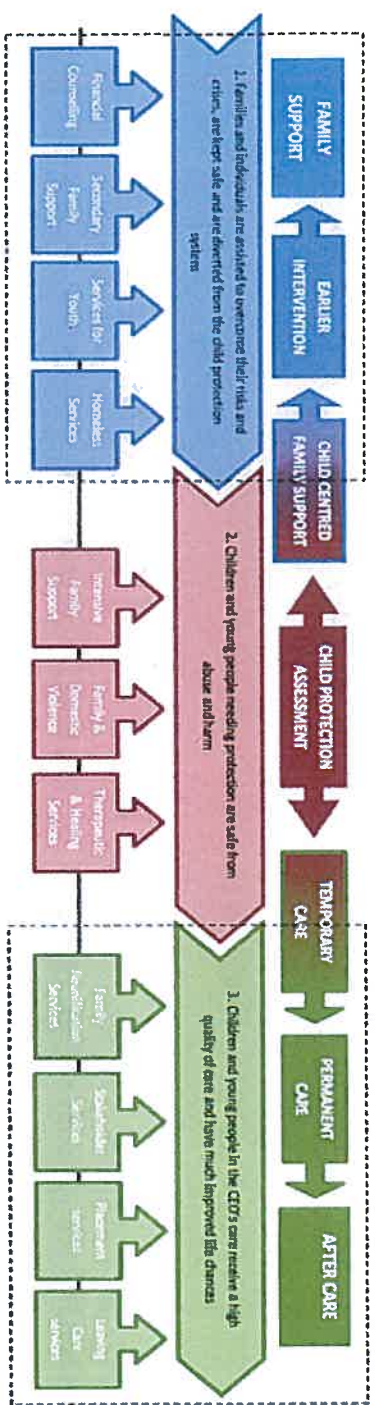 FAMILY
SUPPORT
EARLIER
INTERVENTION
CHILD CENTRED
FAMILY SUPPORT
CHILD PROTECTION
ASSESSMENT
TEMPORARY
CARE
PERMANENT
CARE
AFTER CARE
1. Families and individuals are assisted to overcome their risks and
crises, are kept safe and are diverted from the child protection
system
2. Children and young people needing protection are safe from
abuse and harm
3. Children and young people in the CEO's care receive a high
quality of care and have much improved life chances
Financial
Counselling
Secondary
Family
Support
Services for
Youth
Homeless
Services
Intensive
Family
Support
Family &
Domestic
Violence
Therapeutic
& Healing
Services
Family
Reunification
Services
Stakeholder
Services
Placement
services
Leaving
Care
services